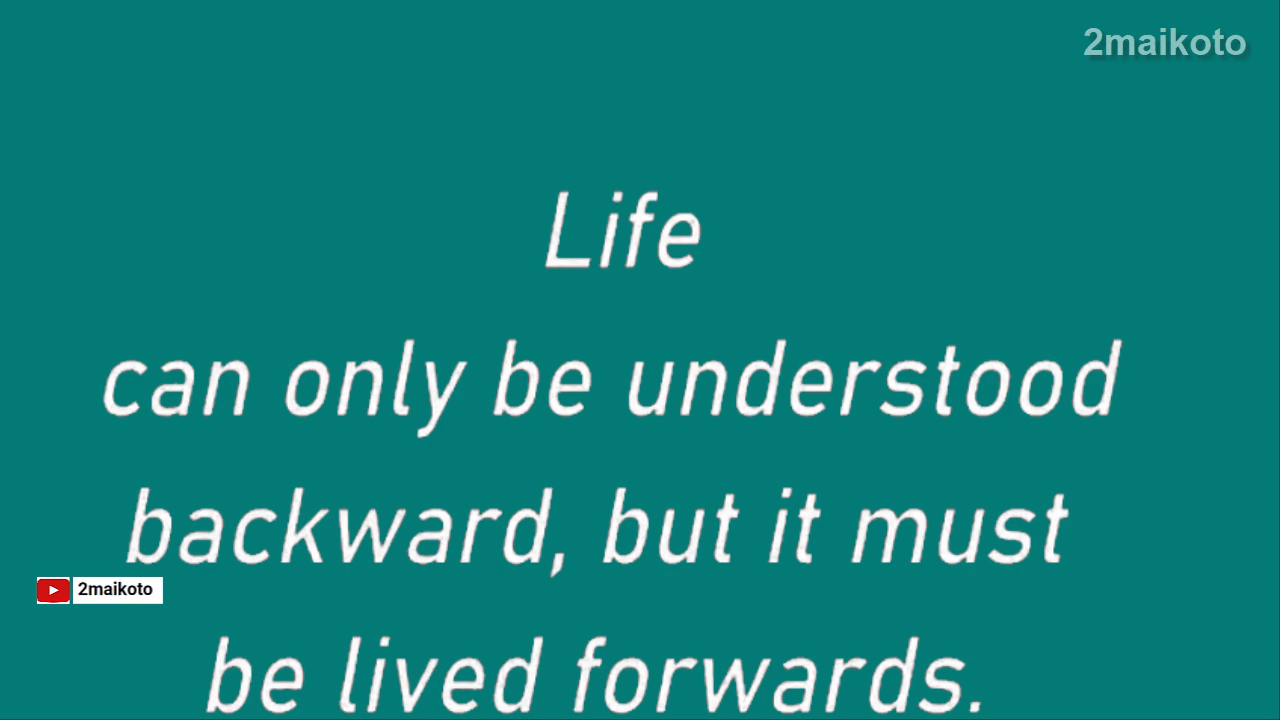 2maikoto
Life
can only be understood
backward, but it must
2maikoto
be lived forwards.